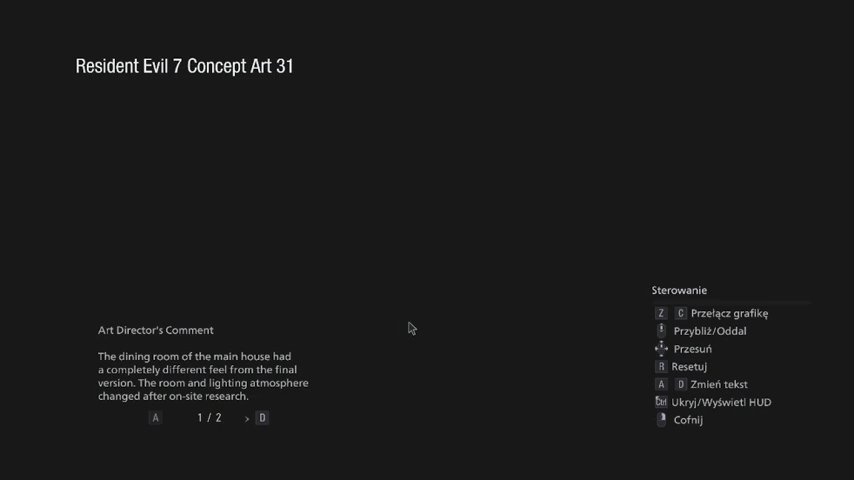 Resident Evil 7 Concept Art 31
Sterowanie
Z C Przełącz grafikę
Przybliż/Oddal
Przesuń
R Resetuj
A D Zmień tekst
Ctrl Ukryj/Wyświetl HUD
Cofnij
Art Director's Comment
The dining room of the main house had
a completely different feel from the final
version. The room and lighting atmosphere
changed after on-site research.
A 1 / 2 > D